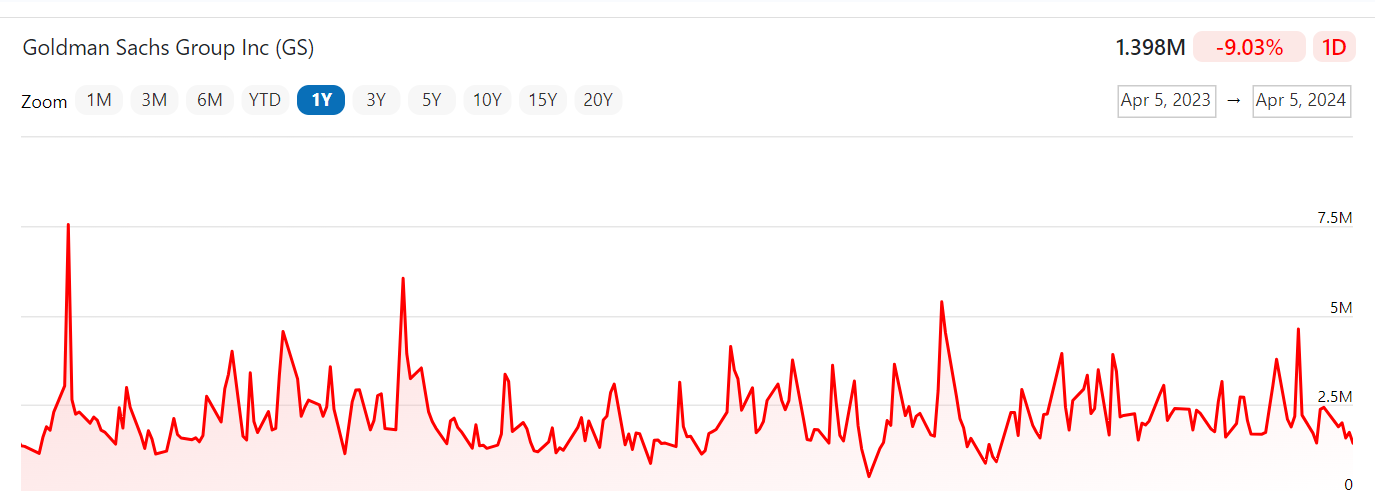 Goldman Sachs Group Inc (GS) 1.398M -9.03% 1D
Zoom 1M 3M 6M YTD 1Y 3Y 5Y 10Y 15Y 20Y Apr 5, 2023 → Apr 5, 2024
7.5M
5M
2.5M
0